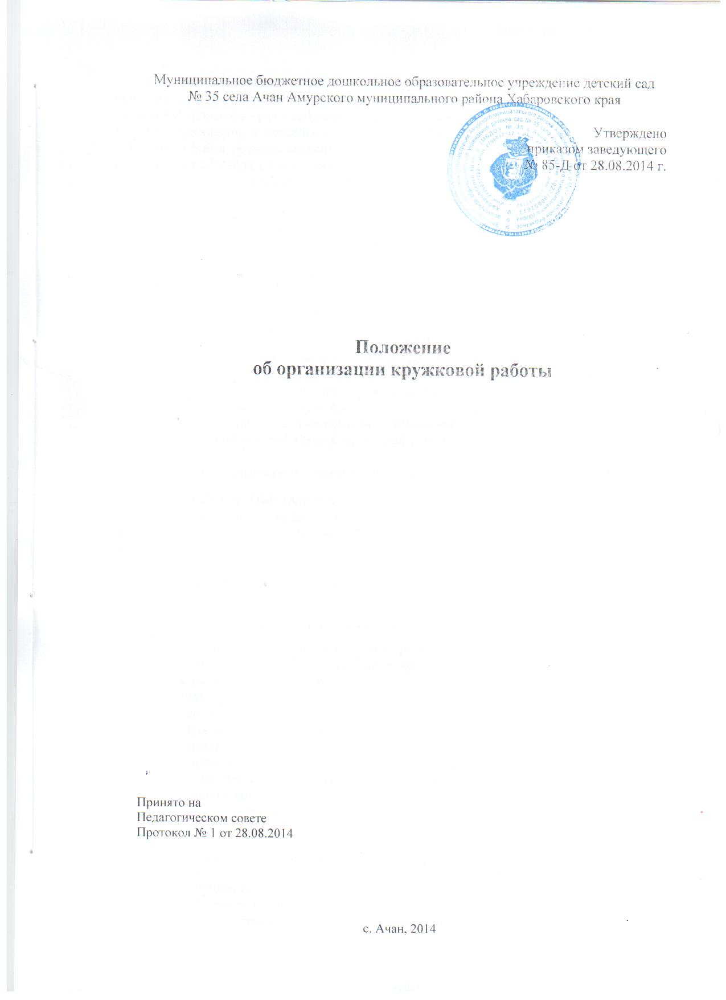 Муниципальное бюджетное дошкольное образовательное учреждение детский сад
№ 35 села Ачан Амурского муниципального района Хабаровского края
Утверждено
приказом заведующего
№ 85-Д от 28.08.2014 г.
Положение
об организации кружковой работы
Принято на
Педагогическом совете
Протокол № 1 от 28.08.2014
с. Ачан, 2014